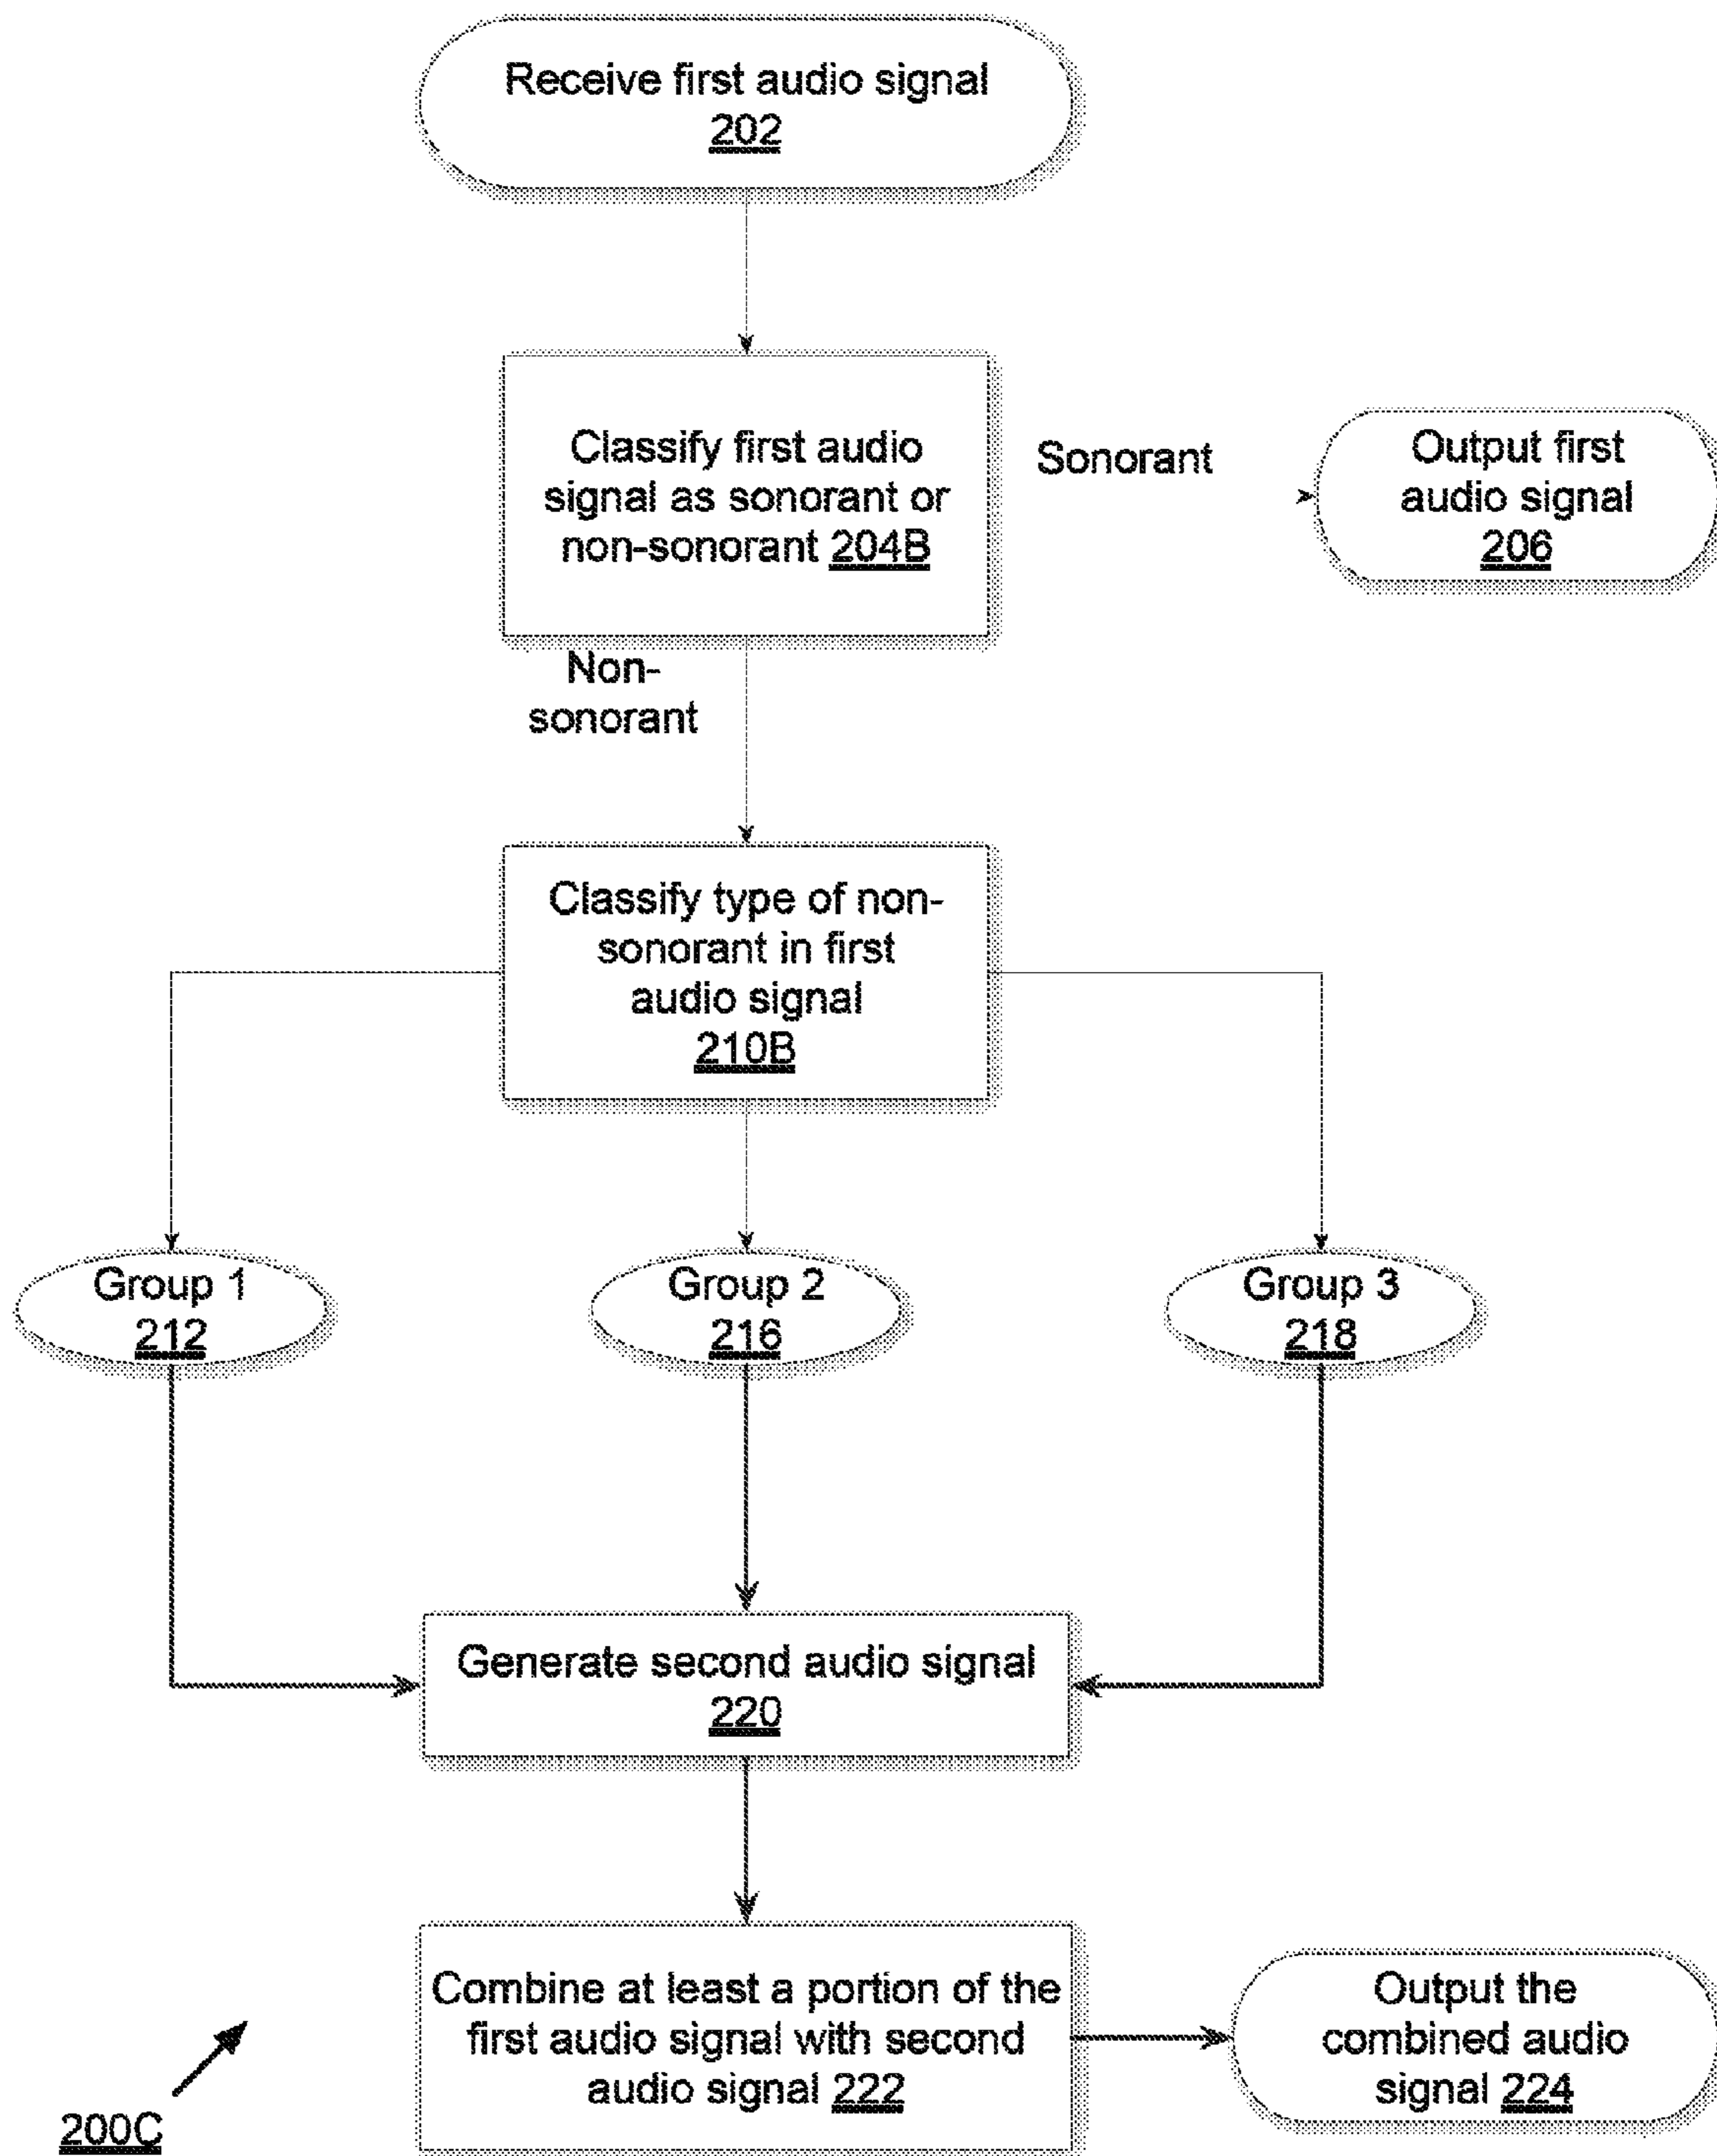 Receive first audio signal
202
Classify first audio
signal as sonorant or
non-sonorant 204B
Sonorant
Output first
audio signal
206
Non-
sonorant
Classify type of non-
sonorant in first
audio signal
210B
Group 1
212
Group 2
216
Group 3
218
Generate second audio signal
220
Combine at least a portion of the
first audio signal with second
audio signal 222
Output the
combined audio
signal 224
200C